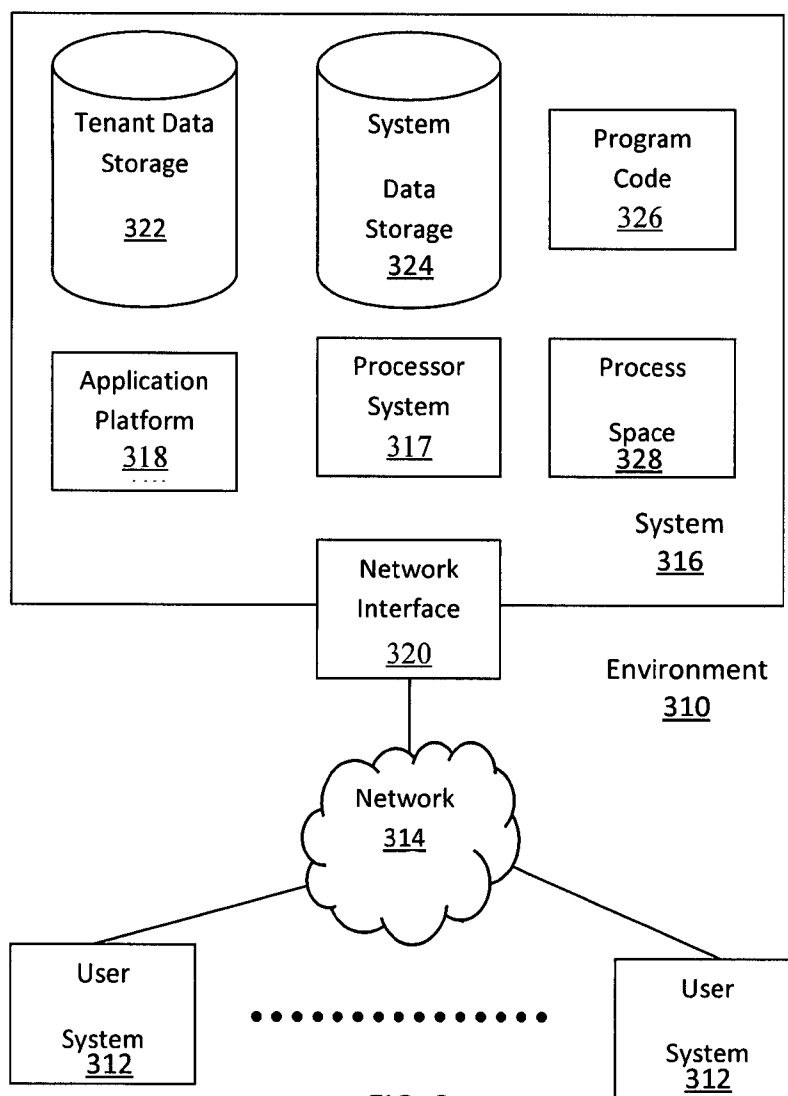 Tenant Data
Storage
322
System
Data
Storage
324
Program
Code
326
Application
Platform
318
Processor
System
317
Process
Space
328
System
316
Network
Interface
320
Environment
310
Network
314
User
System
312
User
System
312